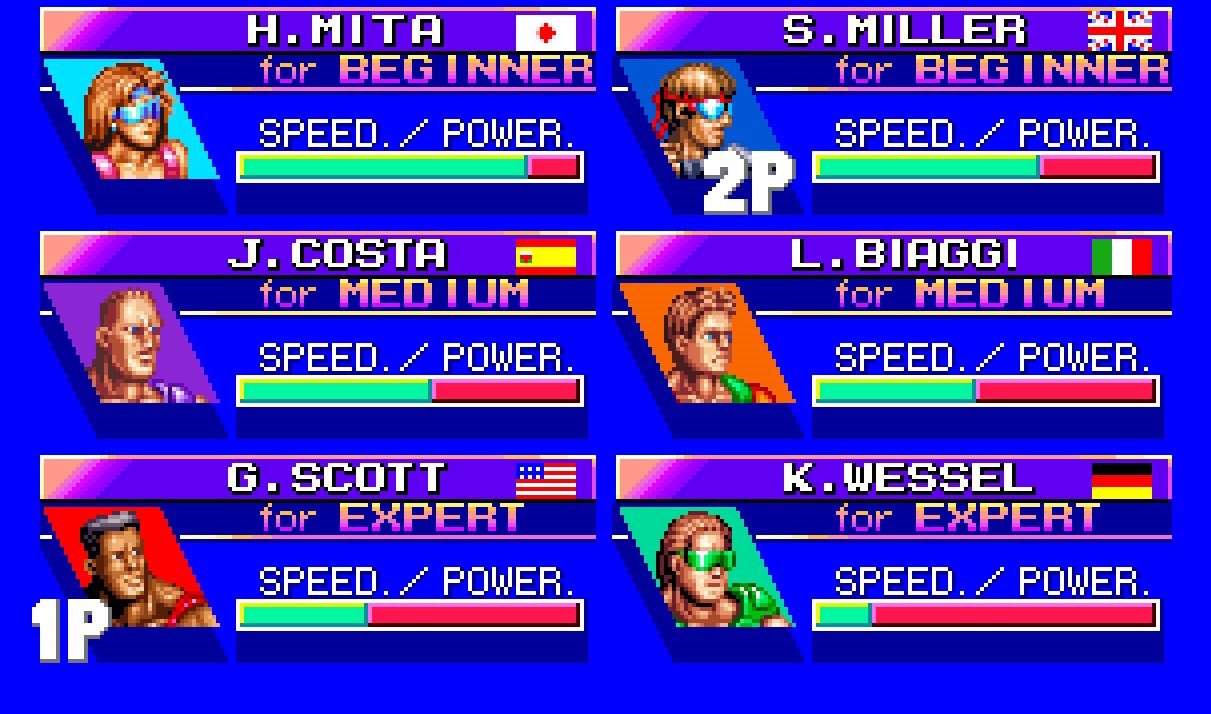 H.MITA
for BEGINNER
SPEED./ POWER.
S.MILLER
for BEGINNER
SPEED./ POWER.
2P
J.COSTA
for MEDIUM
SPEED./ POWER.
L.BIAGGI
for MEDIUM
SPEED./ POWER.
G.SCOTT
for EXPERT
SPEED./ POWER.
1P
K.WESSEL
for EXPERT
SPEED./ POWER.